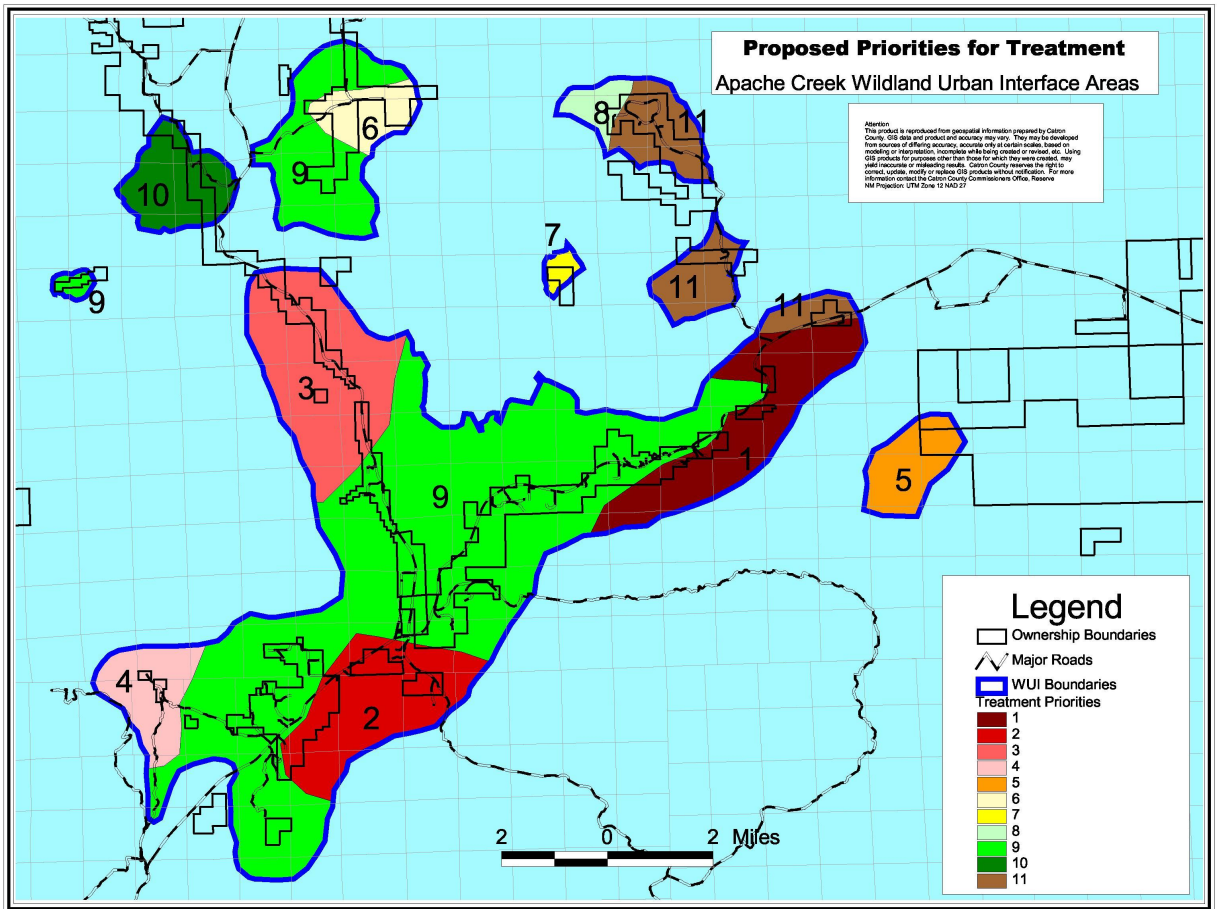 Proposed Priorities for Treatment
Apache Creek Wildland Urban Interface Areas
Attention
This product is reproduced from geospatial information prepared by Catron
County. GIS data and product and accuracy may vary. They may be developed
from sources of differing accuracy, accurate only at certain scales, based on
modeling or interpretation, incomplete while being created or revised, etc. Using
GIS products for purposes other than those for which they were created, may
yield inaccurate or misleading results. Catron County reserves the right to
correct, update, modify or replace GIS products without notification. For more
information contact the Catron County Commissioners Office, Reserve
NM Projection: UTM Zone 12 NAD 27
8
11
6
9
10
7
9
11
11
3
1
5
9
4
2
2 0 2 Miles
Legend
Ownership Boundaries
Major Roads
WUI Boundaries
Treatment Priorities
1
2
3
4
5
6
7
8
9
10
11